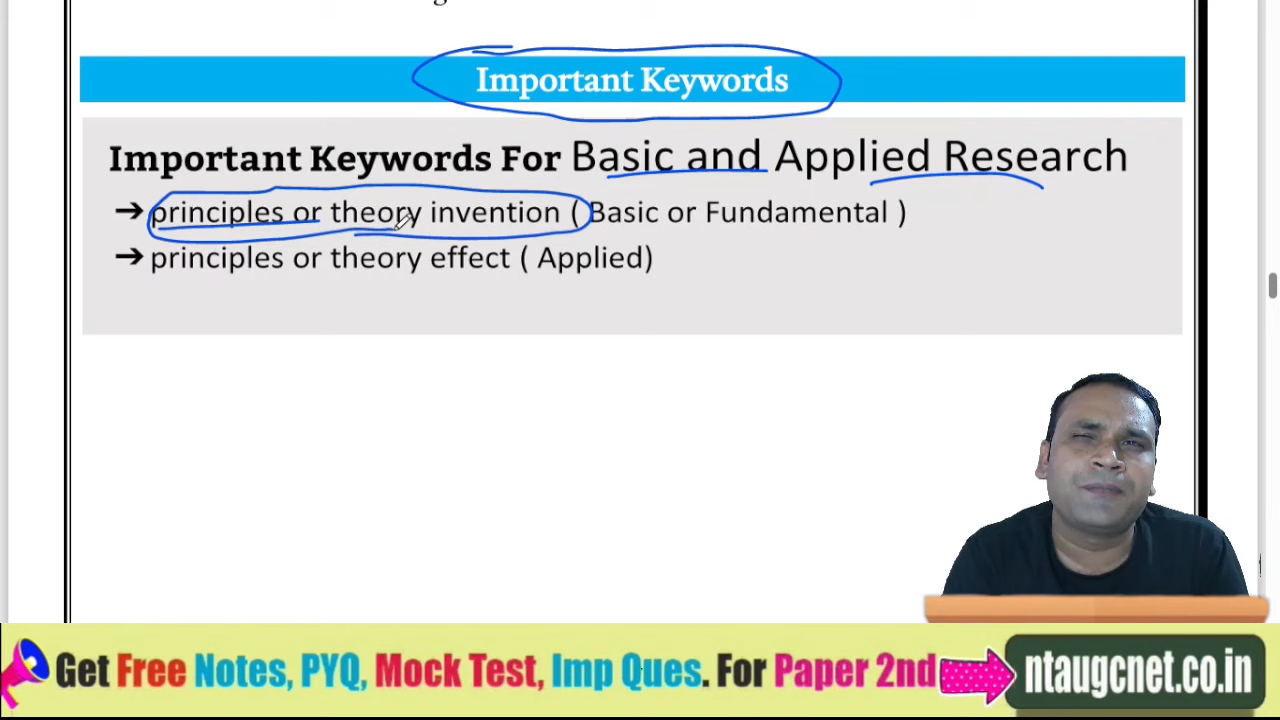 Important Keywords
Important Keywords For Basic and Applied Research
➔ principles or theory invention ( Basic or Fundamental )
➔ principles or theory effect ( Applied)
Get Free Notes, PYQ, Mock Test, Imp Ques. For Paper 2nd
ntaugcnet.co.in